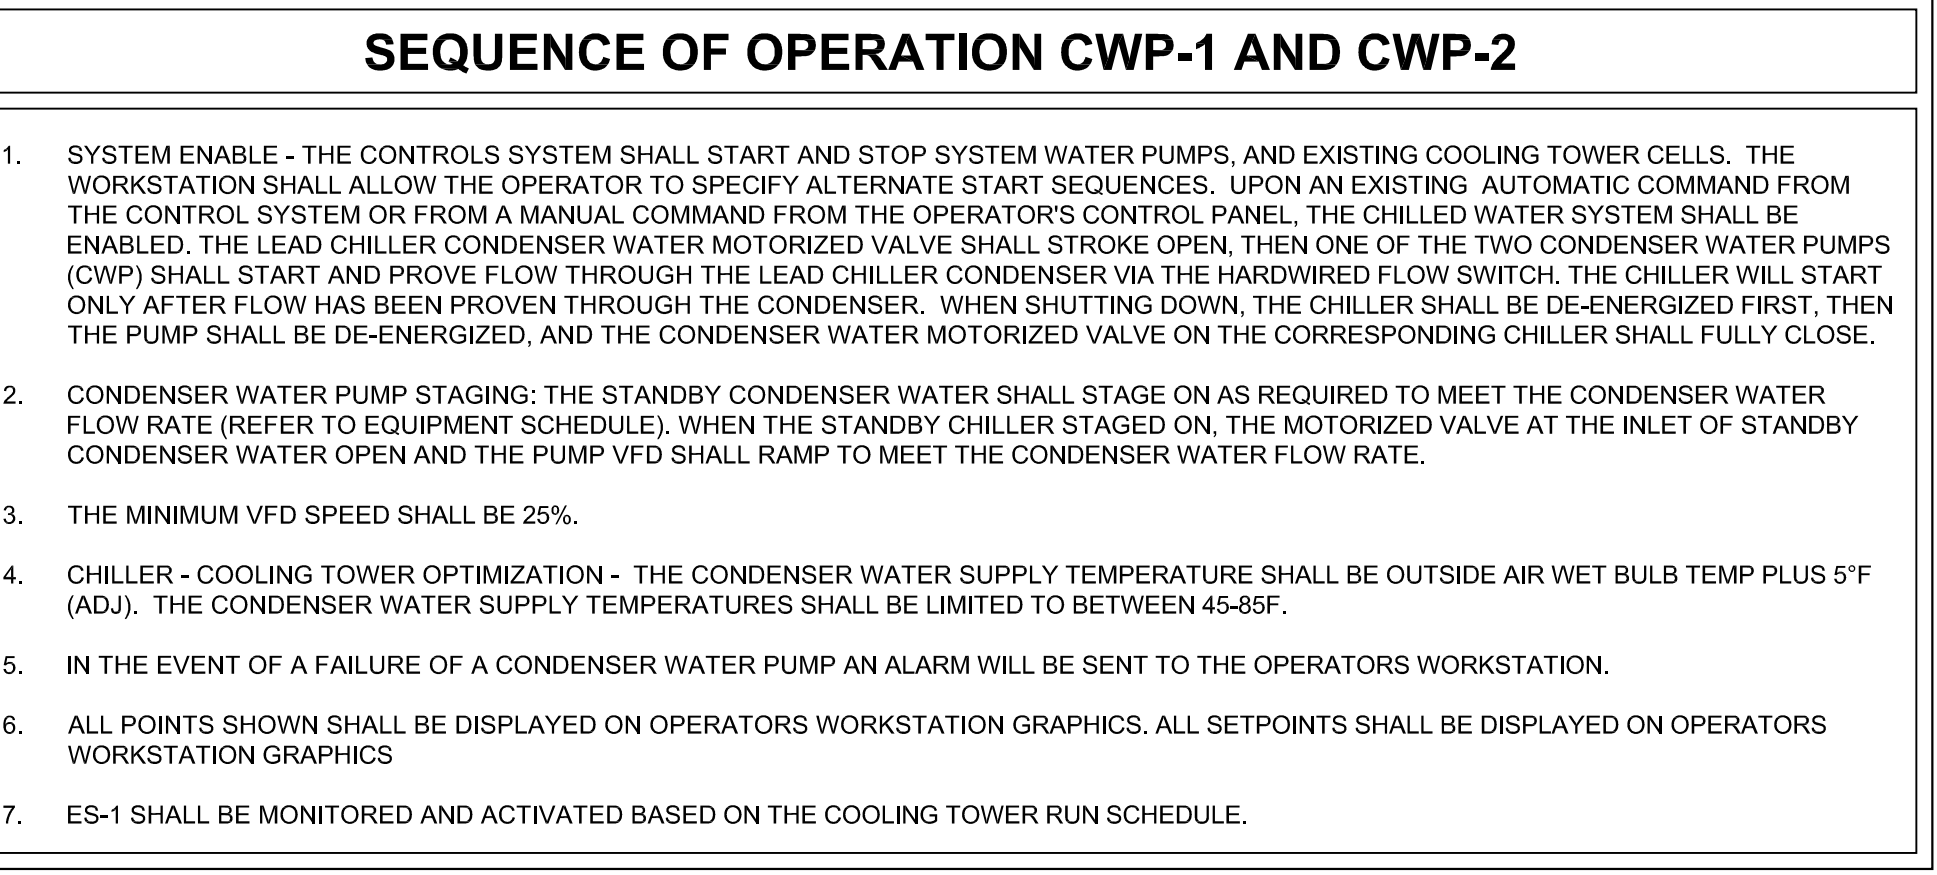 SEQUENCE OF OPERATION CWP-1 AND CWP-2
1. SYSTEM ENABLE - THE CONTROLS SYSTEM SHALL START AND STOP SYSTEM WATER PUMPS, AND EXISTING COOLING TOWER CELLS. THE
WORKSTATION SHALL ALLOW THE OPERATOR TO SPECIFY ALTERNATE START SEQUENCES. UPON AN EXISTING AUTOMATIC COMMAND FROM
THE CONTROL SYSTEM OR FROM A MANUAL COMMAND FROM THE OPERATOR'S CONTROL PANEL, THE CHILLED WATER SYSTEM SHALL BE
ENABLED. THE LEAD CHILLER CONDENSER WATER MOTORIZED VALVE SHALL STROKE OPEN, THEN ONE OF THE TWO CONDENSER WATER PUMPS
(CWP) SHALL START AND PROVE FLOW THROUGH THE LEAD CHILLER CONDENSER VIA THE HARDWIRED FLOW SWITCH. THE CHILLER WILL START
ONLY AFTER FLOW HAS BEEN PROVEN THROUGH THE CONDENSER. WHEN SHUTTING DOWN, THE CHILLER SHALL BE DE-ENERGIZED FIRST, THEN
THE PUMP SHALL BE DE-ENERGIZED, AND THE CONDENSER WATER MOTORIZED VALVE ON THE CORRESPONDING CHILLER SHALL FULLY CLOSE.
2. CONDENSER WATER PUMP STAGING: THE STANDBY CONDENSER WATER SHALL STAGE ON AS REQUIRED TO MEET THE CONDENSER WATER
FLOW RATE (REFER TO EQUIPMENT SCHEDULE). WHEN THE STANDBY CHILLER STAGED ON, THE MOTORIZED VALVE AT THE INLET OF STANDBY
CONDENSER WATER OPEN AND THE PUMP VFD SHALL RAMP TO MEET THE CONDENSER WATER FLOW RATE.
3. THE MINIMUM VFD SPEED SHALL BE 25%.
4. CHILLER - COOLING TOWER OPTIMIZATION - THE CONDENSER WATER SUPPLY TEMPERATURE SHALL BE OUTSIDE AIR WET BULB TEMP PLUS 5°F
(ADJ). THE CONDENSER WATER SUPPLY TEMPERATURES SHALL BE LIMITED TO BETWEEN 45-85F.
5. IN THE EVENT OF A FAILURE OF A CONDENSER WATER PUMP AN ALARM WILL BE SENT TO THE OPERATORS WORKSTATION.
6. ALL POINTS SHOWN SHALL BE DISPLAYED ON OPERATORS WORKSTATION GRAPHICS. ALL SETPOINTS SHALL BE DISPLAYED ON OPERATORS
WORKSTATION GRAPHICS
7. ES-1 SHALL BE MONITORED AND ACTIVATED BASED ON THE COOLING TOWER RUN SCHEDULE.